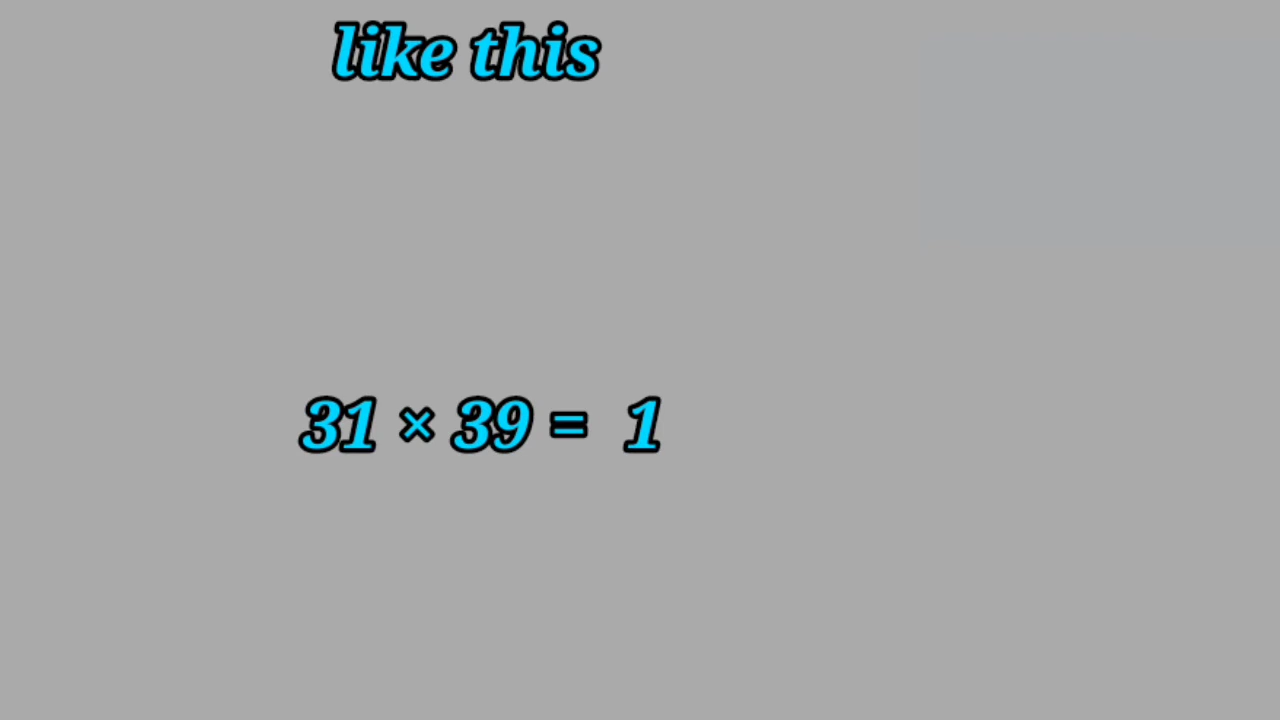 like this
31 × 39 = 1